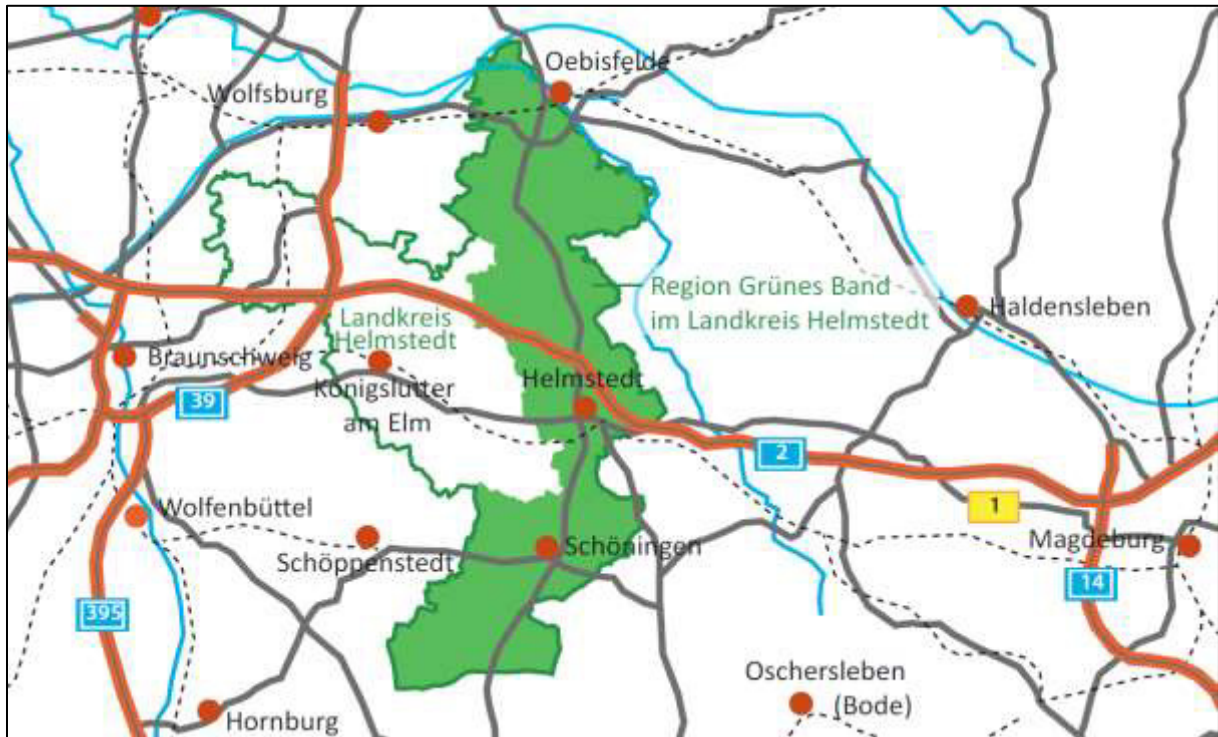 Oebisfelde
Wolfsburg
Region Grünes Band
im Landkreis Helmstedt
Haldensleben
Landkreis
Helmstedt
Braunschweig
Helmstedt
Königslutter
am Elm
39
2
1
Wolfenbüttel
Schöppenstedt
Schöningen
Magdeburg
14
395
Oschersleben
(Bode)
Hornburg